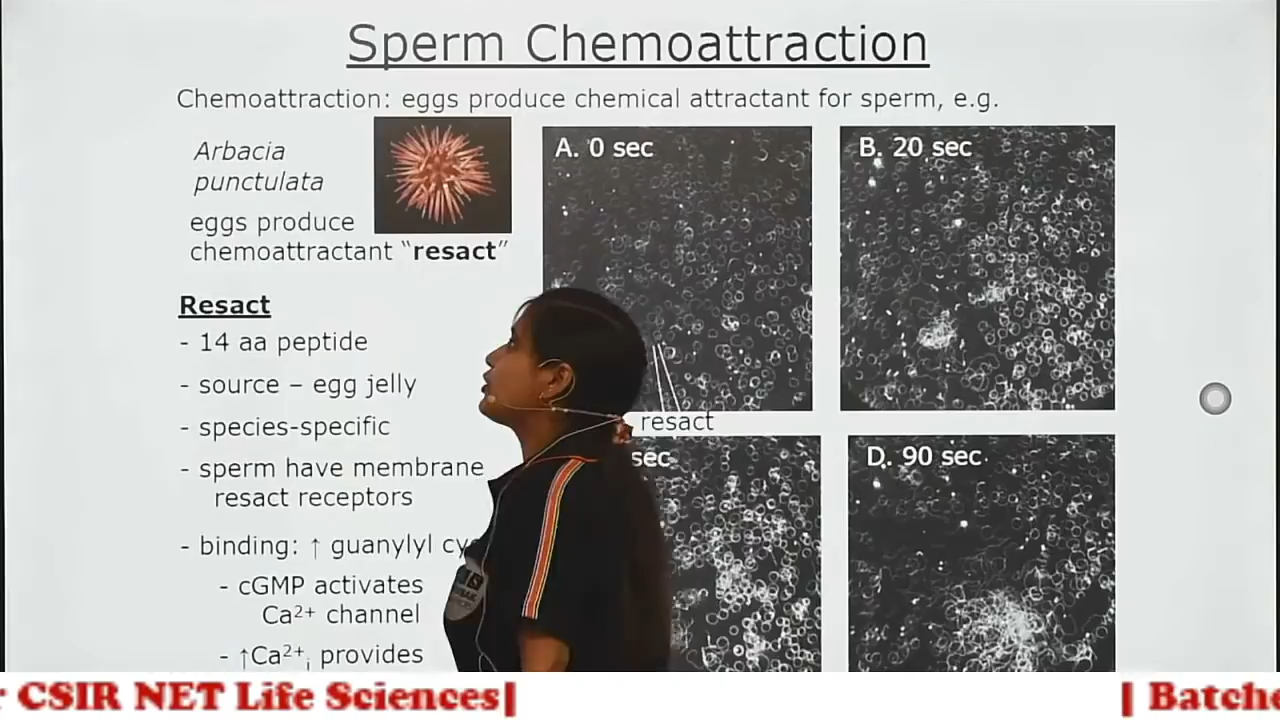 Sperm Chemoattraction
Chemoattraction: eggs produce chemical attractant for sperm, e.g.
Arbacia
punctulata
eggs produce
chemoattractant “resact”
Resact
- 14 aa peptide
- source – egg jelly
- species-specific
- sperm have membrane
resact receptors
- binding: ↑ guanylyl
- cGMP activates
Ca²⁺ channel
- ↑Ca²⁺ᵢ provides
A. 0 sec
B. 20 sec
resact
sec
D. 90 sec
CSIR NET Life Sciences|
|